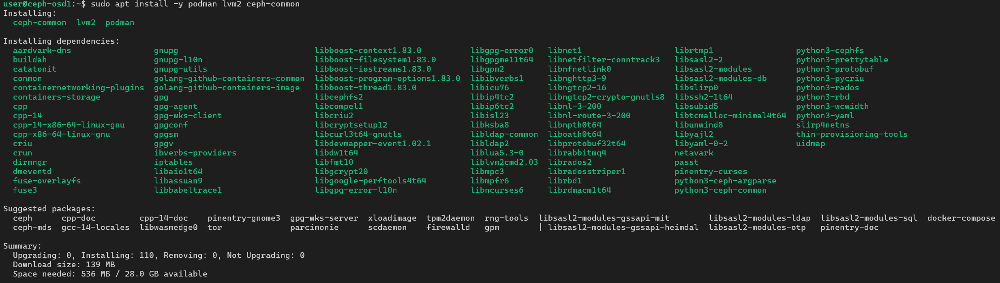 user@ceph-osd1:~$ sudo apt install -y podman lvm2 ceph-common
Installing:
  ceph-common  lvm2  podman

Installing dependencies:
  aardvark-dns                 gnupg                            libboost-context1.83.0          libgpg-error0   libnet1                   librtmp1                 python3-cephfs
  buildah                      gnupg-l10n                       libboost-filesystem1.83.0       libgpgme11t64   libnetfilter-conntrack3   libsasl2-2               python3-prettytable
  catatonit                    gnupg-utils                      libboost-iostreams1.83.0        libgpm2         libnfnetlink0             libsasl2-modules         python3-protobuf
  conmon                       golang-github-containers-common  libboost-program-options1.83.0  libibverbs1     libnghttp3-9              libsasl2-modules-db      python3-pycriu
  containernetworking-plugins  golang-github-containers-image   libboost-thread1.83.0           libicu76        libngtcp2-16              libslirp0                python3-rados
  containers-storage           gpg                              libcephfs2                      libip4tc2       libngtcp2-crypto-gnutls8  libssh2-1t64             python3-rbd
  cpp                          gpg-agent                        libcompel1                      libip6tc2       libnl-3-200               libsubid5                python3-wcwidth
  cpp-14                       gpg-wks-client                   libcriu2                        libisl23        libnl-route-3-200         libtcmalloc-minimal4t64  python3-yaml
  cpp-14-x86-64-linux-gnu      gpgconf                          libcryptsetup12                 libksba8        libnpth0t64               libunwind8               slirp4netns
  cpp-x86-64-linux-gnu         gpgsm                            libcurl3t64-gnutls              libldap-common  liboath0t64               libyajl2                 thin-provisioning-tools
  criu                         gpgv                             libdevmapper-event1.02.1        libldap2        libprotobuf32t64          libyaml-0-2              uidmap
  crun                         ibverbs-providers                libdw1t64                       liblua5.3-0     librabbitmq4              netavark
  dirmngr                      iptables                         libfmt10                        liblvm2cmd2.03  librados2                 passt
  dmeventd                     libaio1t64                       libgcrypt20                     libmpc3         libradosstriper1          pinentry-curses
  fuse-overlayfs               libassuan9                       libgoogle-perftools4t64         libmpfr6        librbd1                   python3-ceph-argparse
  fuse3                        libbabeltrace1                   libgpg-error-l10n               libncurses6     librdmacm1t64             python3-ceph-common

Suggested packages:
  ceph      cpp-doc         cpp-14-doc    pinentry-gnome3  gpg-wks-server  xloadimage  tpm2daemon  rng-tools  libsasl2-modules-gssapi-mit        libsasl2-modules-ldap  libsasl2-modules-sql  docker-compose
  ceph-mds  gcc-14-locales  libwasmedge0  tor              parcimonie      scdaemon    firewalld   gpm        | libsasl2-modules-gssapi-heimdal  libsasl2-modules-otp   pinentry-doc

Summary:
  Upgrading: 0, Installing: 110, Removing: 0, Not Upgrading: 0
  Download size: 139 MB
  Space needed: 536 MB / 28.0 GB available